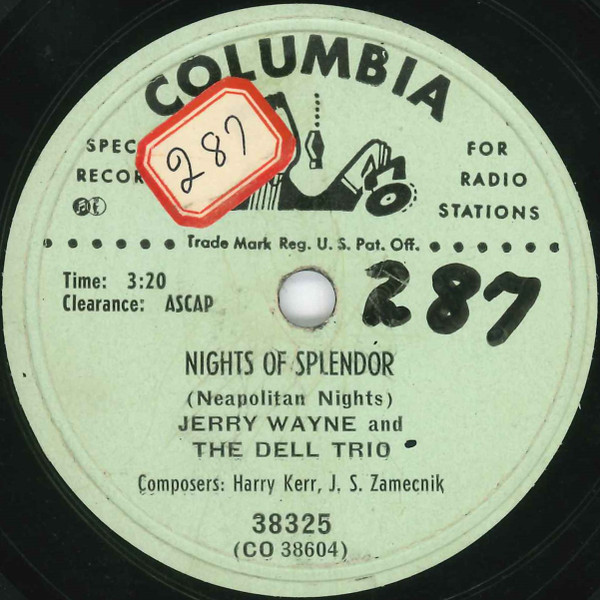 COLUMBIA
SPEC
RECOR
287
FOR
RADIO
STATIONS
Trade Mark Reg. U. S. Pat. Off.
Time: 3:20
Clearance: ASCAP
287
NIGHTS OF SPLENDOR
(Neapolitan Nights)
JERRY WAYNE and
THE DELL TRIO
Composers: Harry Kerr, J. S. Zamecnik
38325
(CO 38604)